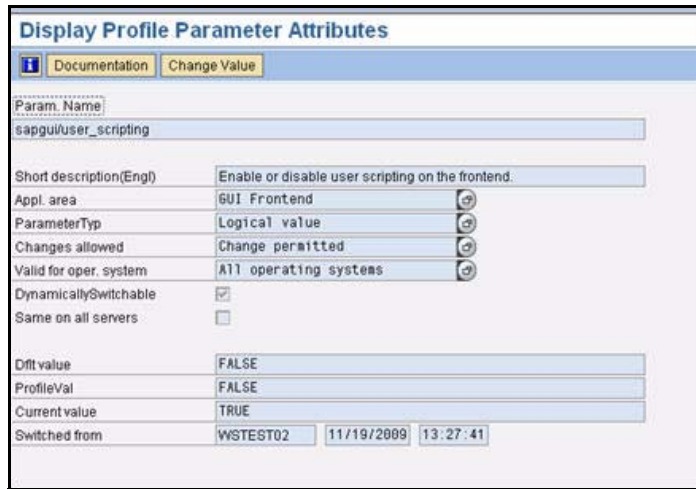 Display Profile Parameter Attributes
Documentation Change Value
Param. Name
sapgui/user_scripting
Short description(Engl) Enable or disable user scripting on the frontend.
Appl. area GUI Frontend
ParameterTyp Logical value
Changes allowed Change permitted
Valid for oper. system All operating systems
DynamicallySwitchable
Same on all servers
Dflt value FALSE
ProfileVal FALSE
Current value TRUE
Switched from WSTEST02 11/19/2009 13:27:41